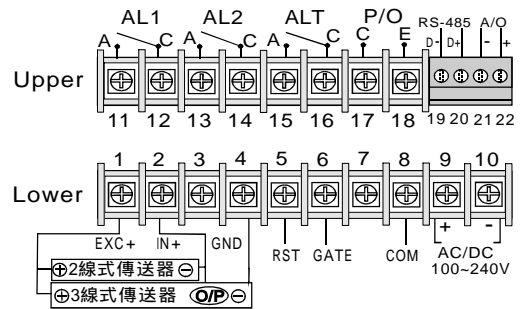 AL1 AL2 ALT P/O RS-485 A/O
A C A C A C C E D- D+ - +
Upper
11 12 13 14 15 16 17 18 19 20 21 22
1 2 3 4 5 6 7 8 9 10
Lower
EXC+ IN+ GND RST GATE COM + -
AC/DC
100~240V
⊕2線式傳送器⊖
⊕3線式傳送器 O/P⊖